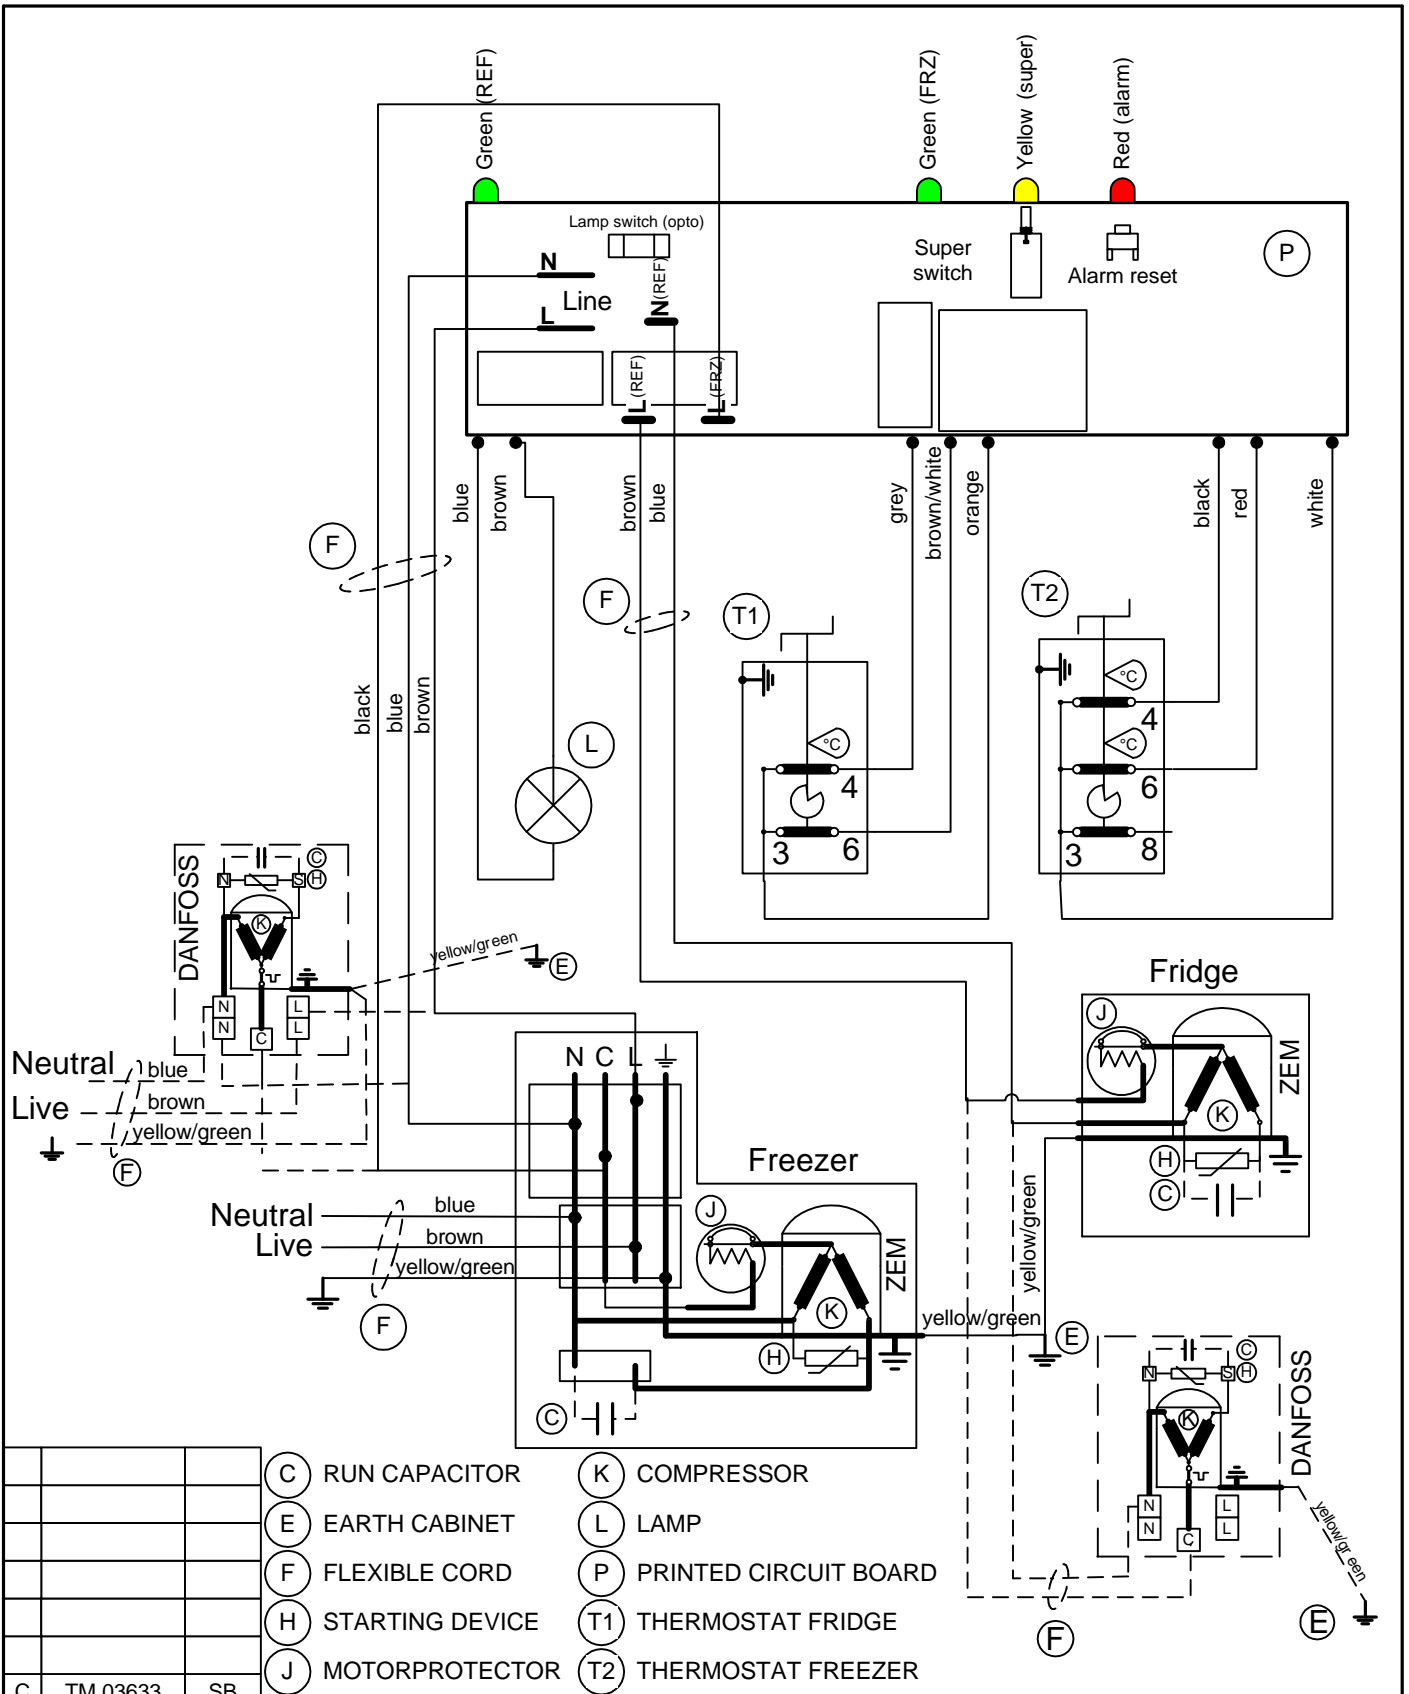 Green (REF)
Green (FRZ)
Yellow (super)
Red (alarm)
Lamp switch (opto)
N
Line
L
N(REF)
L (REF)
L (FRZ)
Super
switch
Alarm reset
P
blue
brown
brown
blue
grey
brown/white
orange
black
red
white
F
F
T1
T2
black
blue
brown
L
°C
4
3
6
°C
4
°C
6
3
8
DANFOSS
C
N
S
H
K
N
N
L
L
C
yellow/green
E
Neutral
blue
Live
brown
yellow/green
F
Fridge
J
ZEM
K
H
C
N C L
Freezer
Neutral
blue
Live
brown
yellow/green
F
J
ZEM
K
H
C
yellow/green
yellow/green
E
C
N
S
H
K
DANFOSS
N
N
L
L
C
yellow/gr een
E
F
C RUN CAPACITOR
E EARTH CABINET
F FLEXIBLE CORD
H STARTING DEVICE
J MOTORPROTECTOR
K COMPRESSOR
L LAMP
P PRINTED CIRCUIT BOARD
T1 THERMOSTAT FRIDGE
T2 THERMOSTAT FREEZER
C TM 03633 SB